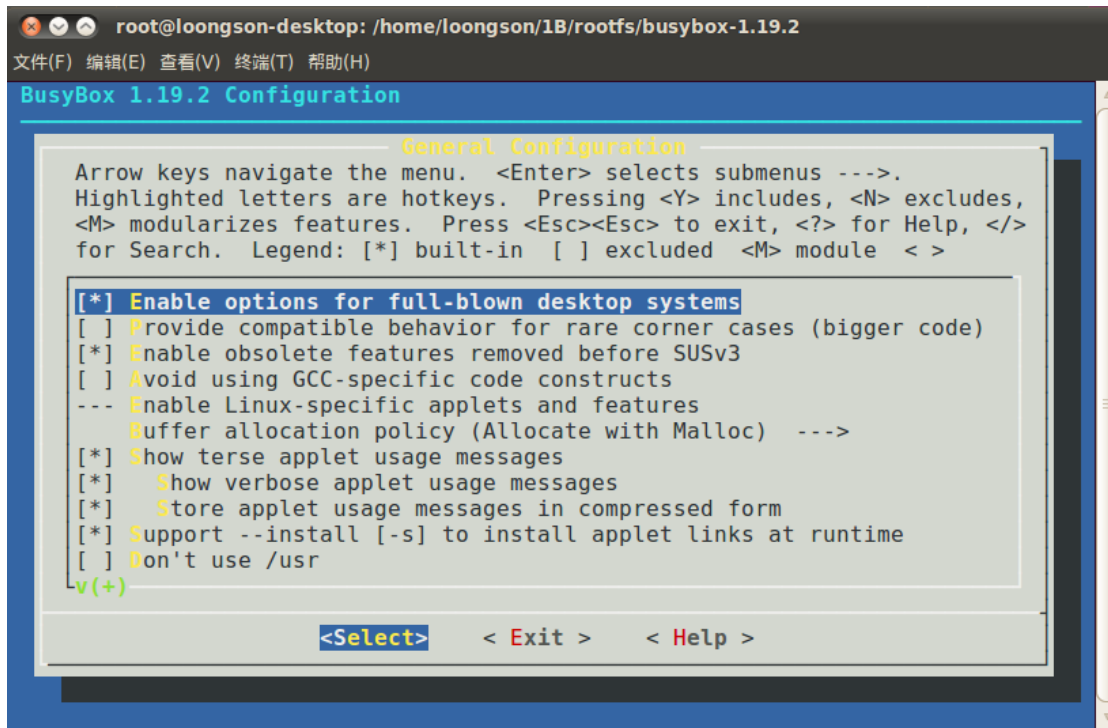 root@loongson-desktop: /home/loongson/1B/rootfs/busybox-1.19.2
文件(F) 编辑(E) 查看(V) 终端(T) 帮助(H)
BusyBox 1.19.2 Configuration
General Configuration
Arrow keys navigate the menu. <Enter> selects submenus --->.
Highlighted letters are hotkeys. Pressing <Y> includes, <N> excludes,
<M> modularizes features. Press <Esc><Esc> to exit, <?> for Help, </>
for Search. Legend: [*] built-in [ ] excluded <M> module < >
[*] Enable options for full-blown desktop systems
[ ] Provide compatible behavior for rare corner cases (bigger code)
[*] Enable obsolete features removed before SUSv3
[ ] Avoid using GCC-specific code constructs
--- Enable Linux-specific applets and features
Buffer allocation policy (Allocate with Malloc) --->
[*] Show terse applet usage messages
[*] Show verbose applet usage messages
[*] Store applet usage messages in compressed form
[*] Support --install [-s] to install applet links at runtime
[ ] Don't use /usr
v(+)
<Select> < Exit > < Help >